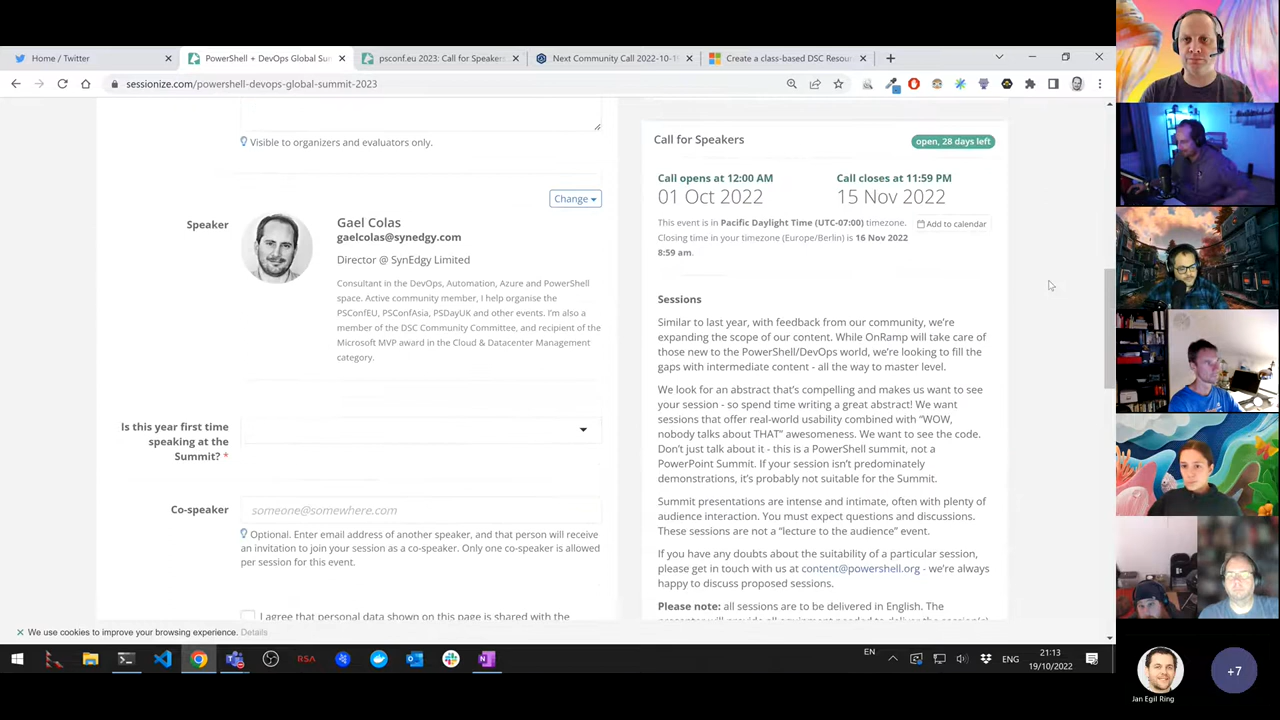 Home / Twitter
PowerShell + DevOps Global Su
psconf.eu 2023: Call for Speakers
Next Community Call 2022-10-1
Create a class-based DSC Resou
sessionize.com/powershell-devops-global-summit-2023
Visible to organizers and evaluators only.
Change
Speaker
Gael Colas
gaelcolas@synedgy.com
Director @ SynEdgy Limited
Consultant in the DevOps, Automation, Azure and PowerShell
space. Active community member, I help organise the
PSConfEU, PSConfAsia, PSDayUK and other events. I'm also a
member of the DSC Community Committee, and recipient of the
Microsoft MVP award in the Cloud & Datacenter Management
category.
Is this year first time
speaking at the
Summit? *
Co-speaker
someone@somewhere.com
Optional. Enter email address of another speaker, and that person will receive
an invitation to join your session as a co-speaker. Only one co-speaker is allowed
per session for this event.
I agree that personal data shown on this page is shared with the
Call for Speakers
open, 28 days left
Call opens at 12:00 AM
01 Oct 2022
Call closes at 11:59 PM
15 Nov 2022
This event is in Pacific Daylight Time (UTC-07:00) timezone.
Closing time in your timezone (Europe/Berlin) is 16 Nov 2022
8:59 am.
Add to calendar
Sessions
Similar to last year, with feedback from our community, we're
expanding the scope of our content. While OnRamp will take care of
those new to the PowerShell/DevOps world, we're looking to fill the
gaps with intermediate content - all the way to master level.
We look for an abstract that's compelling and makes us want to see
your session - so spend time writing a great abstract! We want
sessions that offer real-world usability combined with "WOW,
nobody talks about THAT" awesomeness. We want to see the code.
Don't just talk about it - this is a PowerShell summit, not a
PowerPoint Summit. If your session isn't predominately
demonstrations, it's probably not suitable for the Summit.
Summit presentations are intense and intimate, often with plenty of
audience interaction. You must expect questions and discussions.
These sessions are not a "lecture to the audience" event.
If you have any doubts about the suitability of a particular session,
please get in touch with us at content@powershell.org - we're always
happy to discuss proposed sessions.
Please note: all sessions are to be delivered in English. The
presenter will provide all equipment needed to deliver the session(s)
We use cookies to improve your browsing experience. Details
RSA
EN
ENG
21:13
19/10/2022
Jan Egil Ring
+7